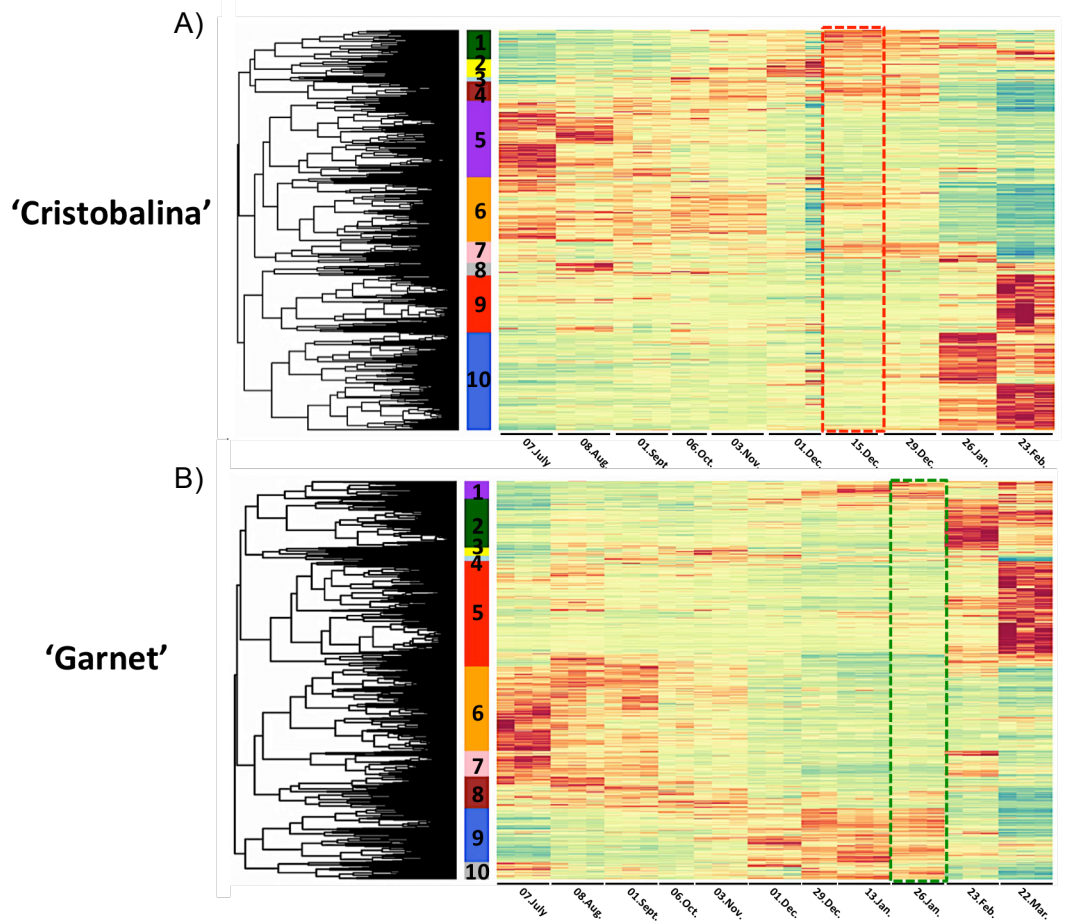 A)
‘Cristobalina’
1
2
3
4
5
6
7
8
9
10
07.July
08.Aug.
01.Sept
06.Oct.
03.Nov.
01.Dec.
15.Dec.
29.Dec.
26.Jan.
23.Feb.
B)
‘Garnet’
1
2
3
4
5
6
7
8
9
10
07.July
08.Aug.
01.Sept.
06.Oct.
03.Nov.
01.Dec.
29.Dec.
13.Jan.
26.Jan.
23.Feb.
22.Mar.